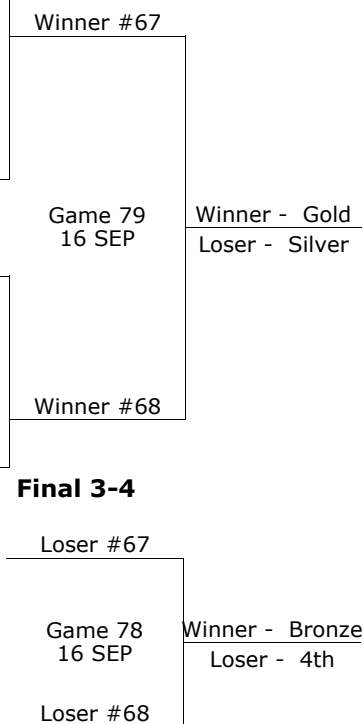 Winner #67
Game 79
16 SEP
Winner - Gold
Loser - Silver
Winner #68
Final 3-4
Loser #67
Game 78
16 SEP
Winner - Bronze
Loser - 4th
Loser #68